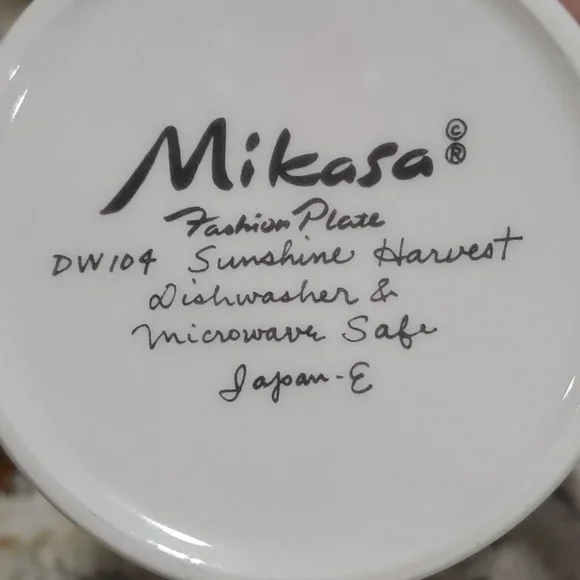 Mikasa ©®
Fashion Plate
DW104 Sunshine Harvest
Dishwasher &
Microwave Safe
Japan-E